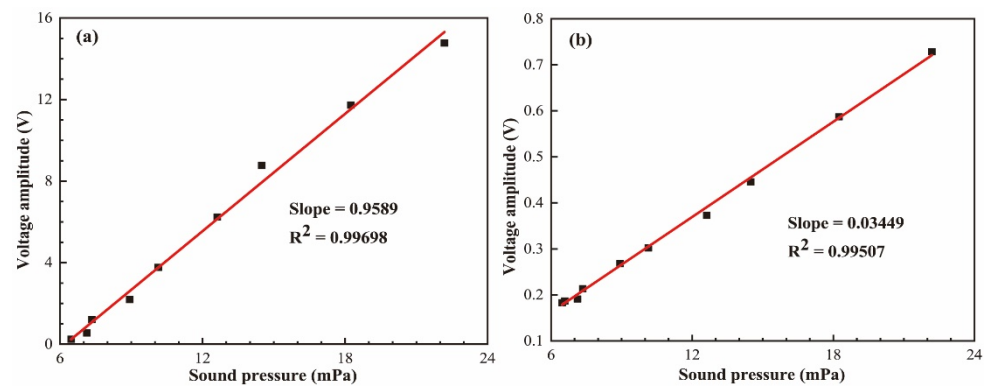 (a)
Voltage amplitude (V)
16
12
8
4
0
Slope = 0.9589
R² = 0.99698
6 12 18 24
Sound pressure (mPa)
(b)
Voltage amplitude (V)
0.8
0.7
0.6
0.5
0.4
0.3
0.2
0.1
Slope = 0.03449
R² = 0.99507
6 12 18 24
Sound pressure (mPa)